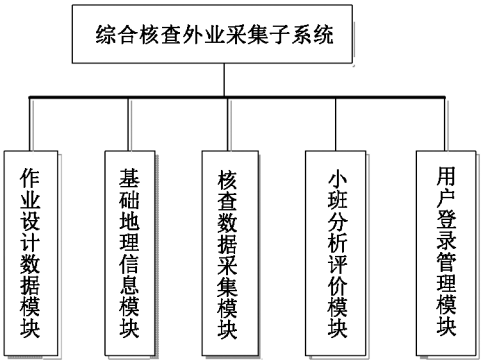 综合核查外业采集子系统
作业设计数据模块
基础地理信息模块
核查数据采集模块
小班分析评价模块
用户登录管理模块